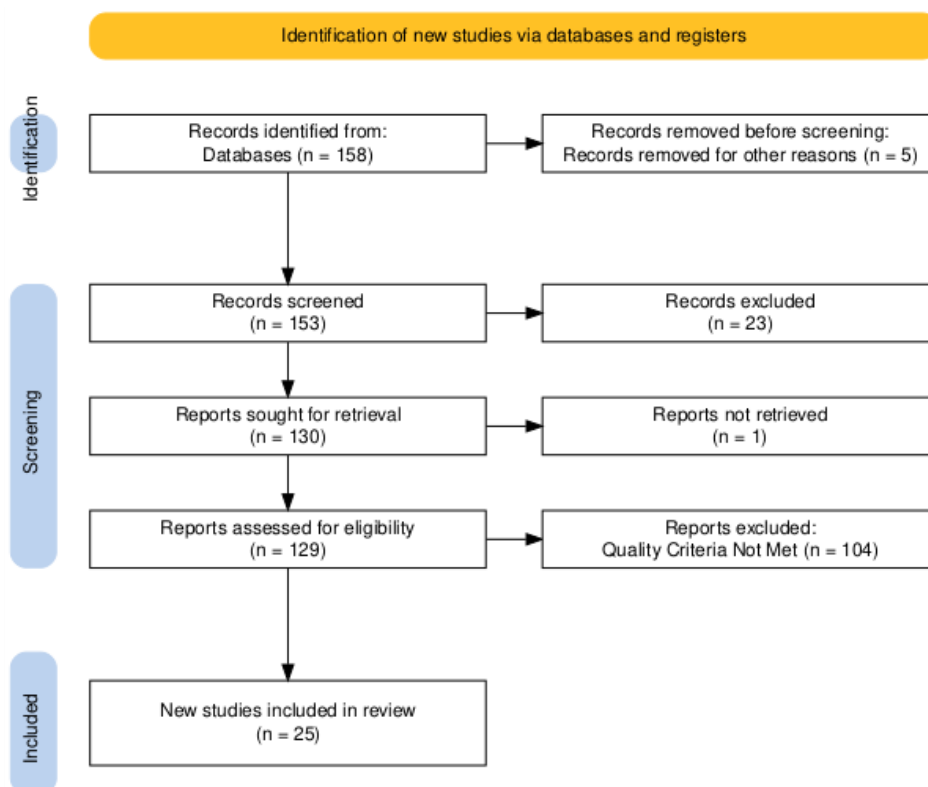 Identification of new studies via databases and registers
Identification
Records identified from:
Databases (n = 158)
Records removed before screening:
Records removed for other reasons (n = 5)
Screening
Records screened
(n = 153)
Records excluded
(n = 23)
Reports sought for retrieval
(n = 130)
Reports not retrieved
(n = 1)
Reports assessed for eligibility
(n = 129)
Reports excluded:
Quality Criteria Not Met (n = 104)
Included
New studies included in review
(n = 25)